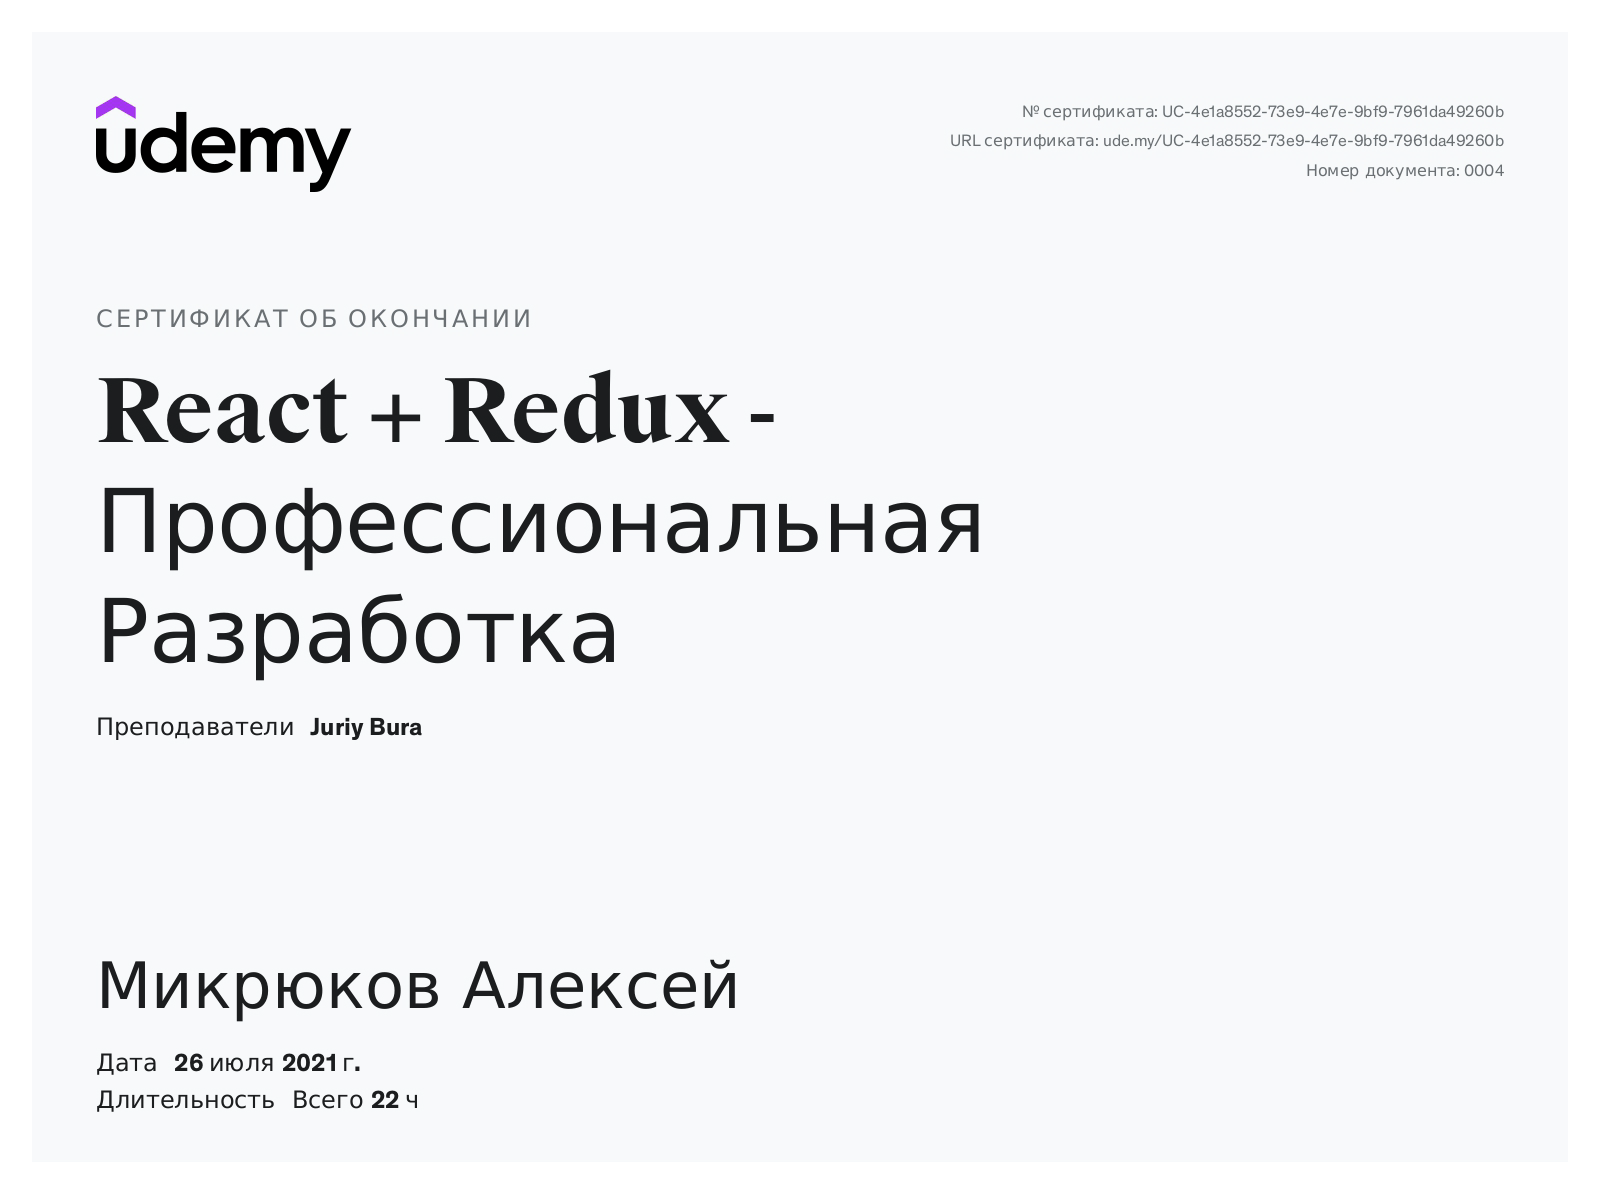 udemy
№ сертификата: UC-4e1a8552-73e9-4e7e-9bf9-7961da49260b
URL сертификата: ude.my/UC-4e1a8552-73e9-4e7e-9bf9-7961da49260b
Номер документа: 0004
СЕРТИФИКАТ ОБ ОКОНЧАНИИ
React + Redux -
Профессиональная
Разработка
Преподаватели Juriy Bura
Микрюков Алексей
Дата 26 июля 2021 г.
Длительность Всего 22 ч